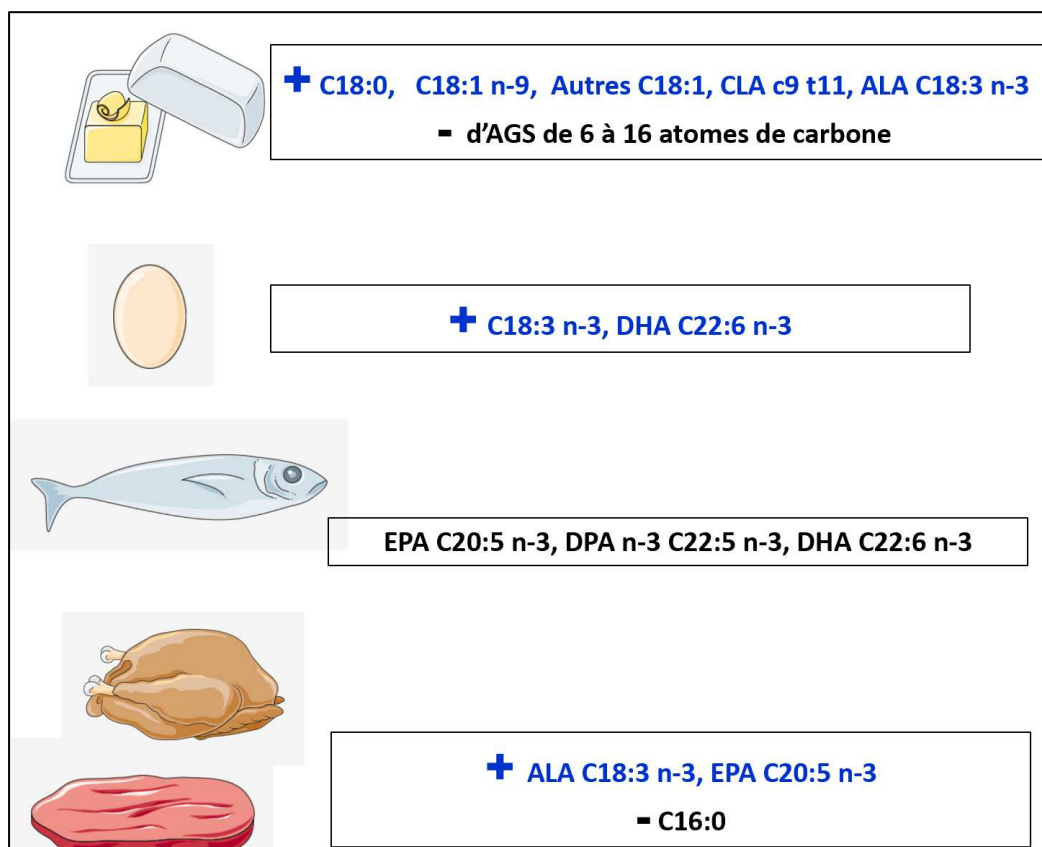 + C18:0, C18:1 n-9, Autres C18:1, CLA c9 t11, ALA C18:3 n-3
- d'AGS de 6 à 16 atomes de carbone
+ C18:3 n-3, DHA C22:6 n-3
EPA C20:5 n-3, DPA n-3 C22:5 n-3, DHA C22:6 n-3
+ ALA C18:3 n-3, EPA C20:5 n-3
- C16:0